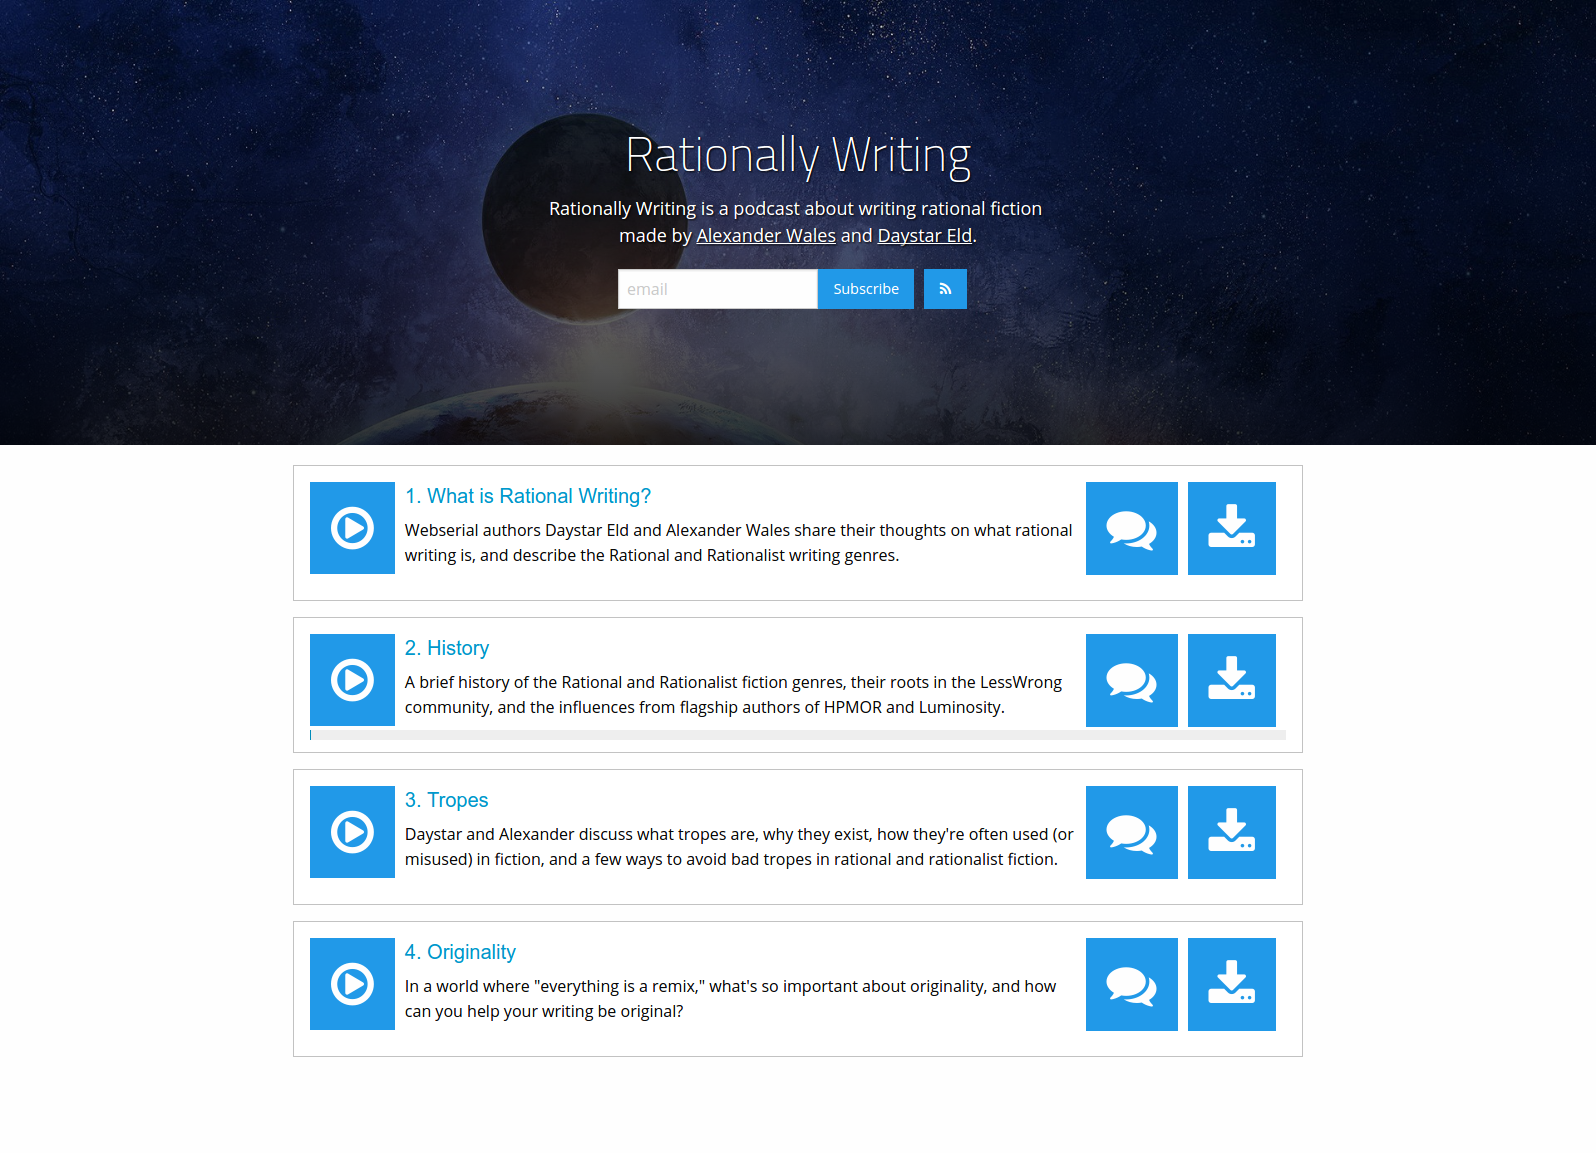 Rationally Writing
Rationally Writing is a podcast about writing rational fiction
made by Alexander Wales and Daystar Eld.
email
Subscribe
1. What is Rational Writing?
Webserial authors Daystar Eld and Alexander Wales share their thoughts on what rational
writing is, and describe the Rational and Rationalist writing genres.
2. History
A brief history of the Rational and Rationalist fiction genres, their roots in the LessWrong
community, and the influences from flagship authors of HPMOR and Luminosity.
3. Tropes
Daystar and Alexander discuss what tropes are, why they exist, how they're often used (or
misused) in fiction, and a few ways to avoid bad tropes in rational and rationalist fiction.
4. Originality
In a world where "everything is a remix," what's so important about originality, and how
can you help your writing be original?